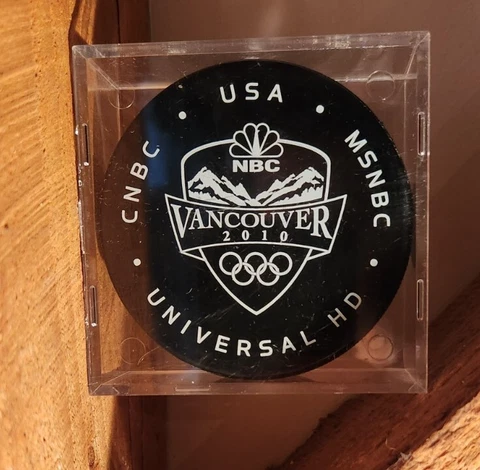 USA
CNBC
MSNBC
NBC
VANCOUVER
2010
UNIVERSAL HD